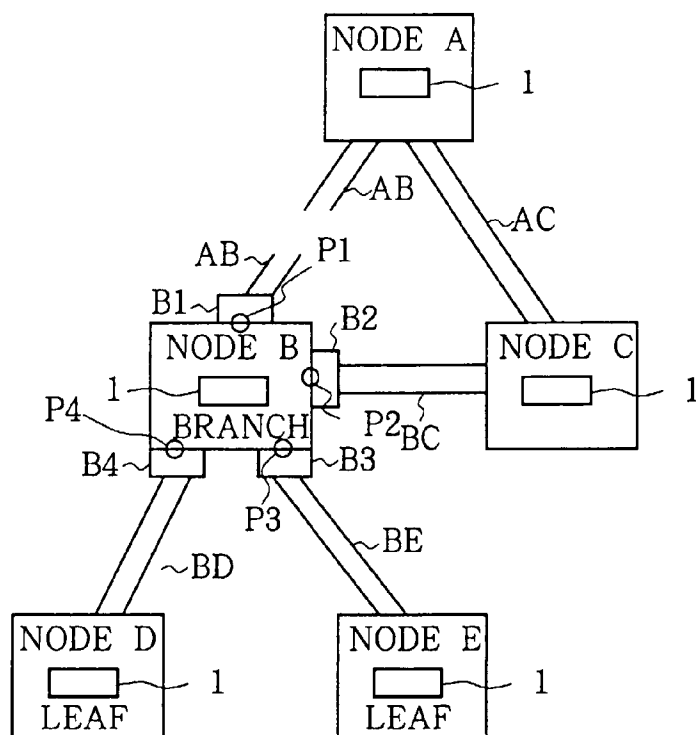 NODE A
1
AB
AC
AB
P1
B1
B2
NODE B
NODE C
1
1
P4
BRANCH
P2
BC
B4
B3
P3
BE
BD
NODE D
NODE E
1
1
LEAF
LEAF